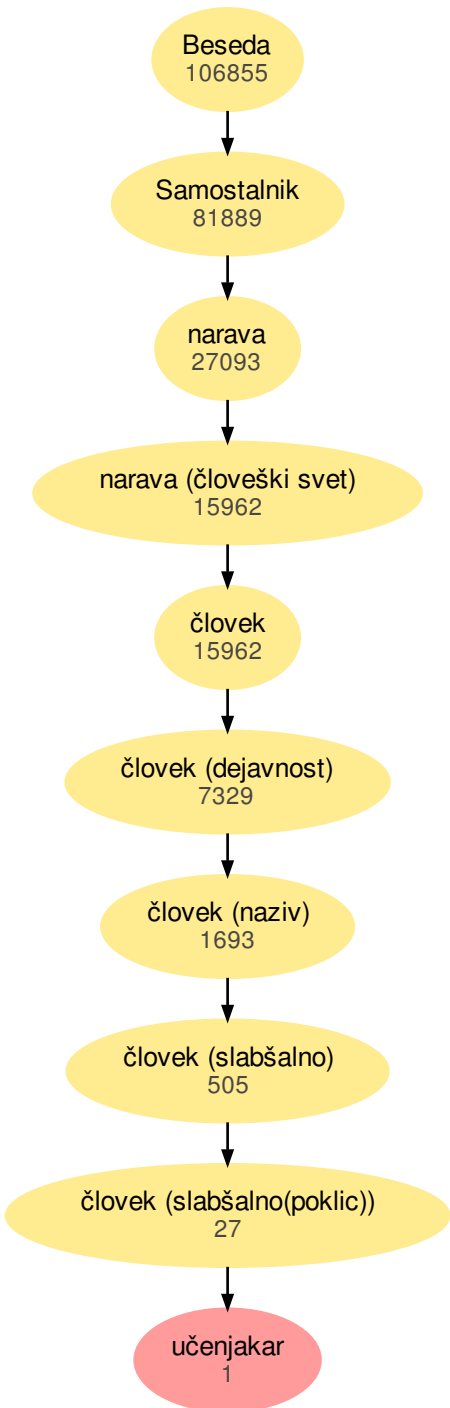 Beseda
106855
Samostalnik
81889
narava
27093
narava (človeški svet)
15962
človek
15962
človek (dejavnost)
7329
človek (naziv)
1693
človek (slabšalno)
505
človek (slabšalno(poklic))
27
učenjakar
1